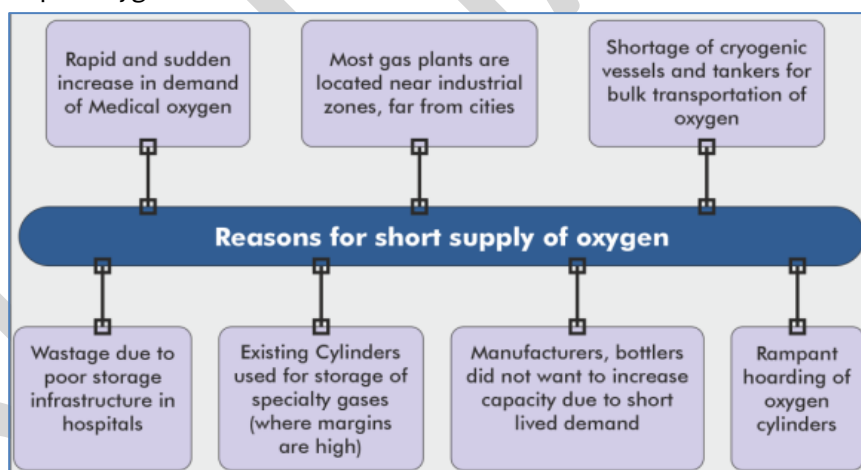 Rapid and sudden
increase in demand
of Medical oxygen
Most gas plants are
located near industrial
zones, far from cities
Shortage of cryogenic
vessels and tankers for
bulk transportation of
oxygen
Reasons for short supply of oxygen
Wastage due to
poor storage
infrastructure in
hospitals
Existing Cylinders
used for storage of
specialty gases
(where margins
are high)
Manufacturers, bottlers
did not want to increase
capacity due to short
lived demand
Rampant
hoarding of
oxygen
cylinders